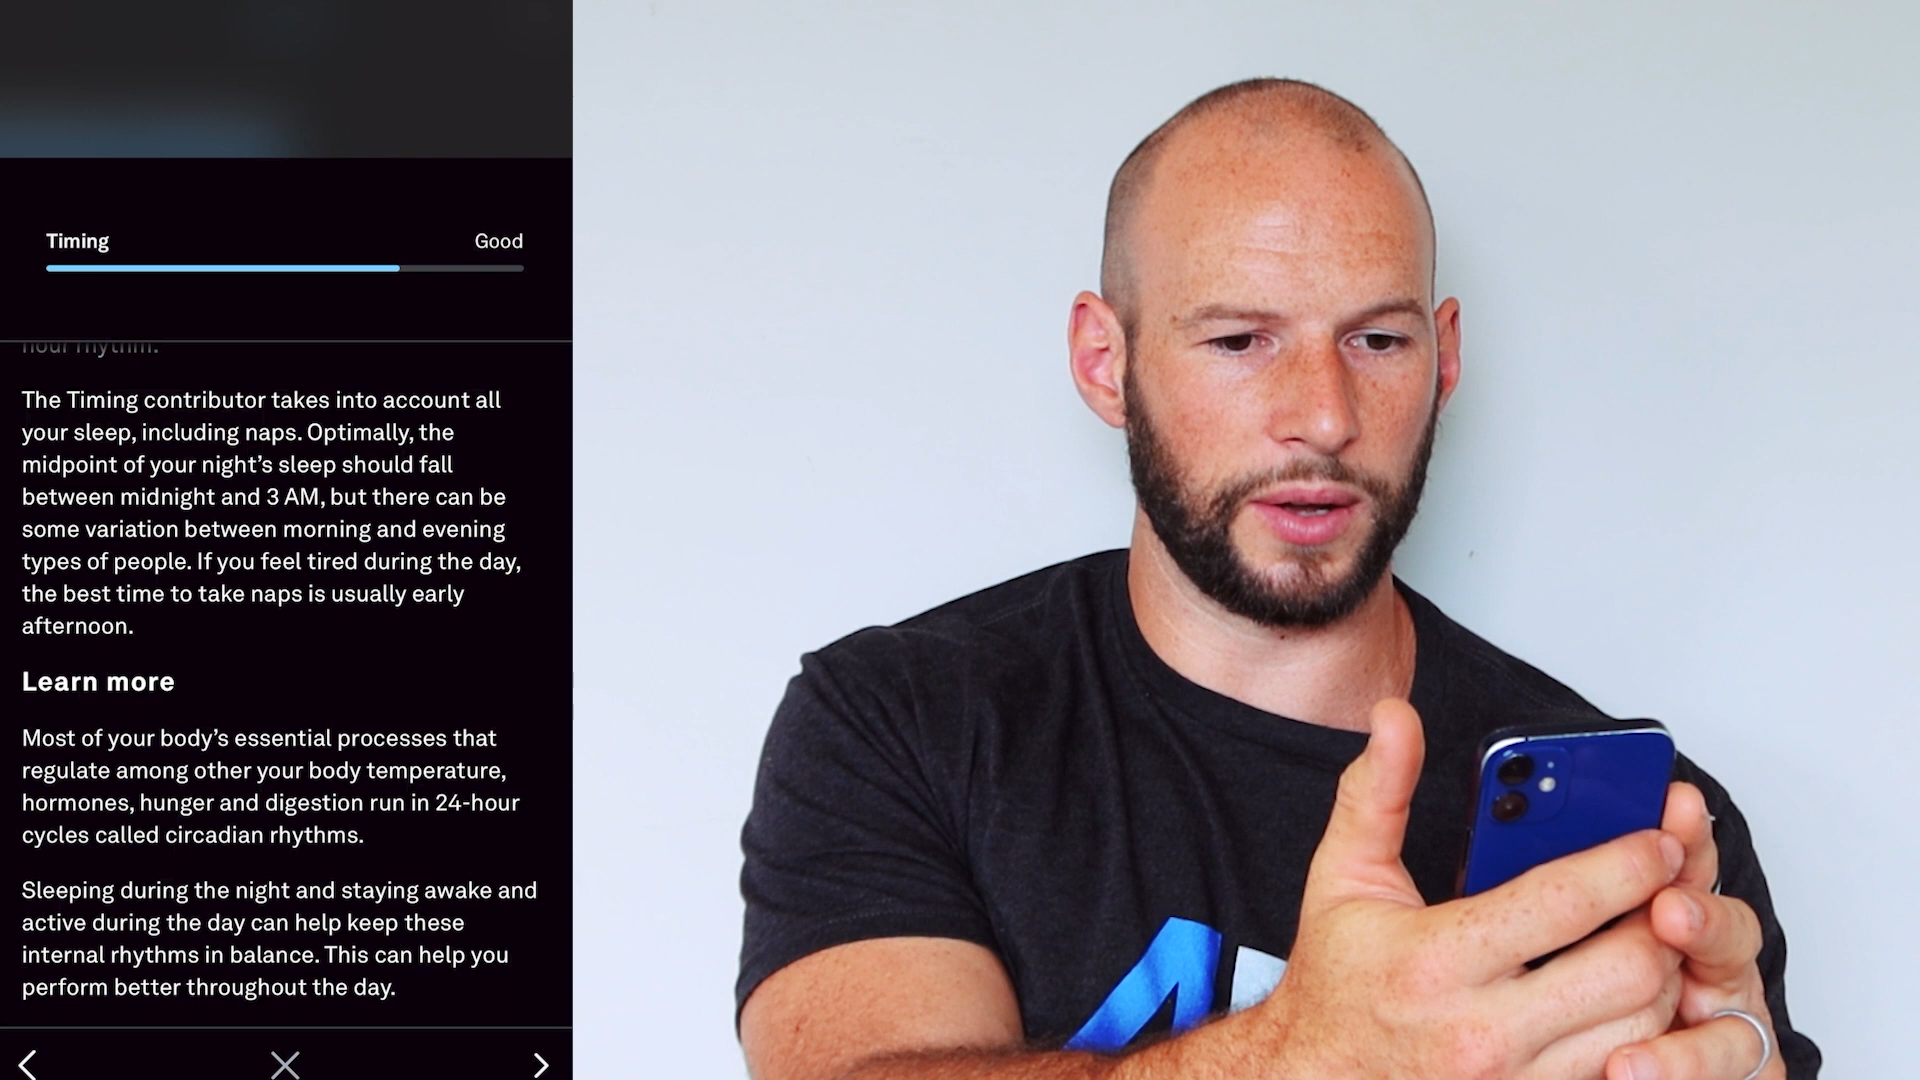 Timing
Good
hour rhythm.
The Timing contributor takes into account all
your sleep, including naps. Optimally, the
midpoint of your night’s sleep should fall
between midnight and 3 AM, but there can be
some variation between morning and evening
types of people. If you feel tired during the day,
the best time to take naps is usually early
afternoon.
Learn more
Most of your body’s essential processes that
regulate among other your body temperature,
hormones, hunger and digestion run in 24-hour
cycles called circadian rhythms.
Sleeping during the night and staying awake and
active during the day can help keep these
internal rhythms in balance. This can help you
perform better throughout the day.